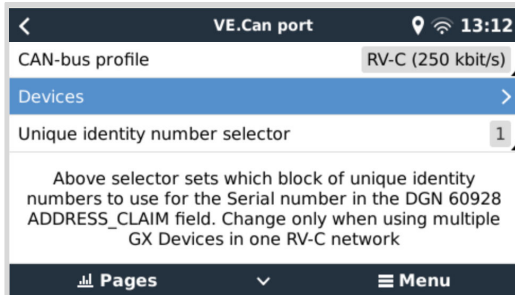 VE.Can port 13:12
CAN-bus profile RV-C (250 kbit/s)
Devices
Unique identity number selector 1
Above selector sets which block of unique identity
numbers to use for the Serial number in the DGN 60928
ADDRESS_CLAIM field. Change only when using multiple
GX Devices in one RV-C network
Pages Menu